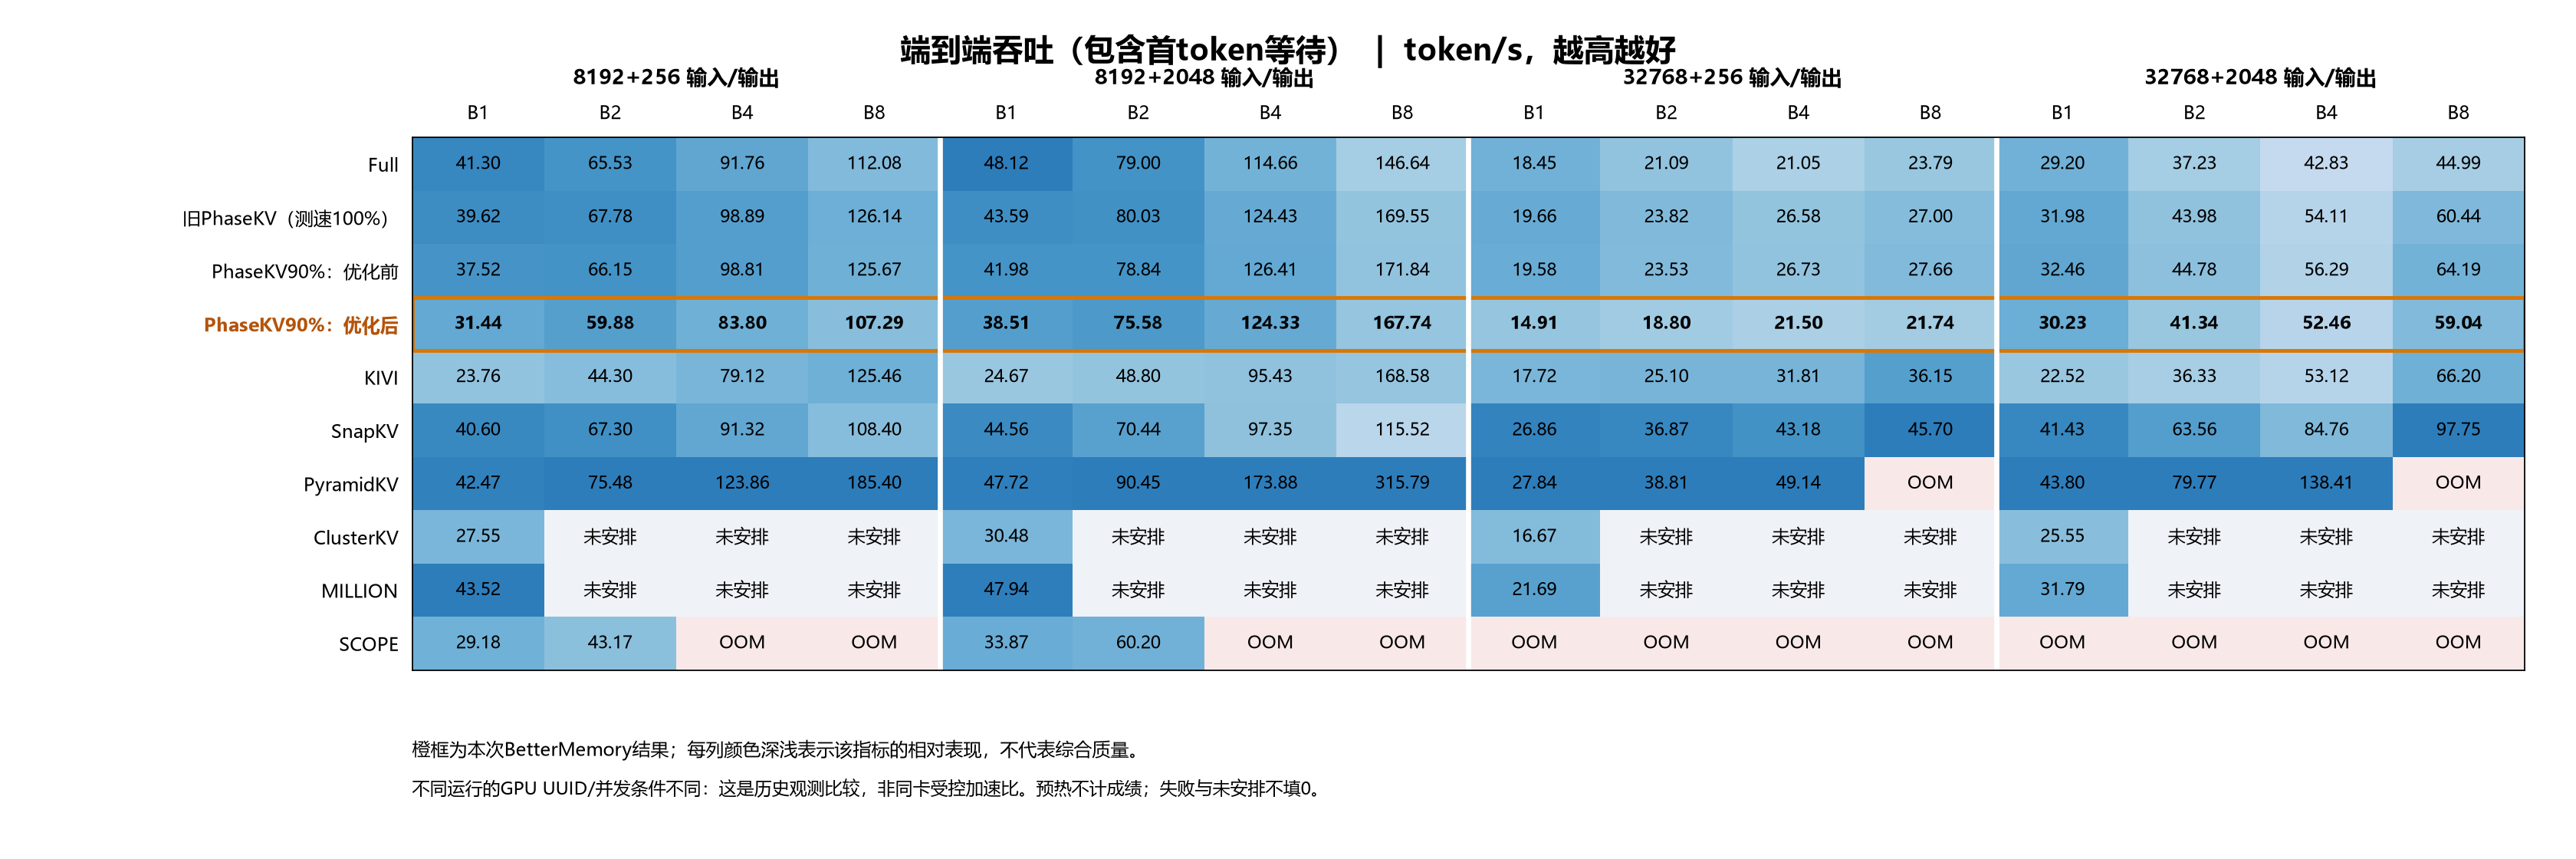 端到端吞吐（包含首token等待） | token/s，越高越好
8192+256 输入/输出 8192+2048 输入/输出 32768+256 输入/输出 32768+2048 输入/输出
B1 B2 B4 B8 B1 B2 B4 B8 B1 B2 B4 B8 B1 B2 B4 B8
Full 41.30 65.53 91.76 112.08 48.12 79.00 114.66 146.64 18.45 21.09 21.05 23.79 29.20 37.23 42.83 44.99
旧PhaseKV（测速100%） 39.62 67.78 98.89 126.14 43.59 80.03 124.43 169.55 19.66 23.82 26.58 27.00 31.98 43.98 54.11 60.44
PhaseKV90%：优化前 37.52 66.15 98.81 125.67 41.98 78.84 126.41 171.84 19.58 23.53 26.73 27.66 32.46 44.78 56.29 64.19
PhaseKV90%：优化后 31.44 59.88 83.80 107.29 38.51 75.58 124.33 167.74 14.91 18.80 21.50 21.74 30.23 41.34 52.46 59.04
KIVI 23.76 44.30 79.12 125.46 24.67 48.80 95.43 168.58 17.72 25.10 31.81 36.15 22.52 36.33 53.12 66.20
SnapKV 40.60 67.30 91.32 108.40 44.56 70.44 97.35 115.52 26.86 36.87 43.18 45.70 41.43 63.56 84.76 97.75
PyramidKV 42.47 75.48 123.86 185.40 47.72 90.45 173.88 315.79 27.84 38.81 49.14 OOM 43.80 79.77 138.41 OOM
ClusterKV 27.55 未安排 未安排 未安排 30.48 未安排 未安排 未安排 16.67 未安排 未安排 未安排 25.55 未安排 未安排 未安排
MILLION 43.52 未安排 未安排 未安排 47.94 未安排 未安排 未安排 21.69 未安排 未安排 未安排 31.79 未安排 未安排 未安排
SCOPE 29.18 43.17 OOM OOM 33.87 60.20 OOM OOM OOM OOM OOM OOM OOM OOM OOM OOM
橙框为本次BetterMemory结果；每列颜色深浅表示该指标的相对表现，不代表综合质量。
不同运行的GPU UUID/并发条件不同：这是历史观测比较，非同卡受控加速比。预热不计成绩；失败与未安排不填0。